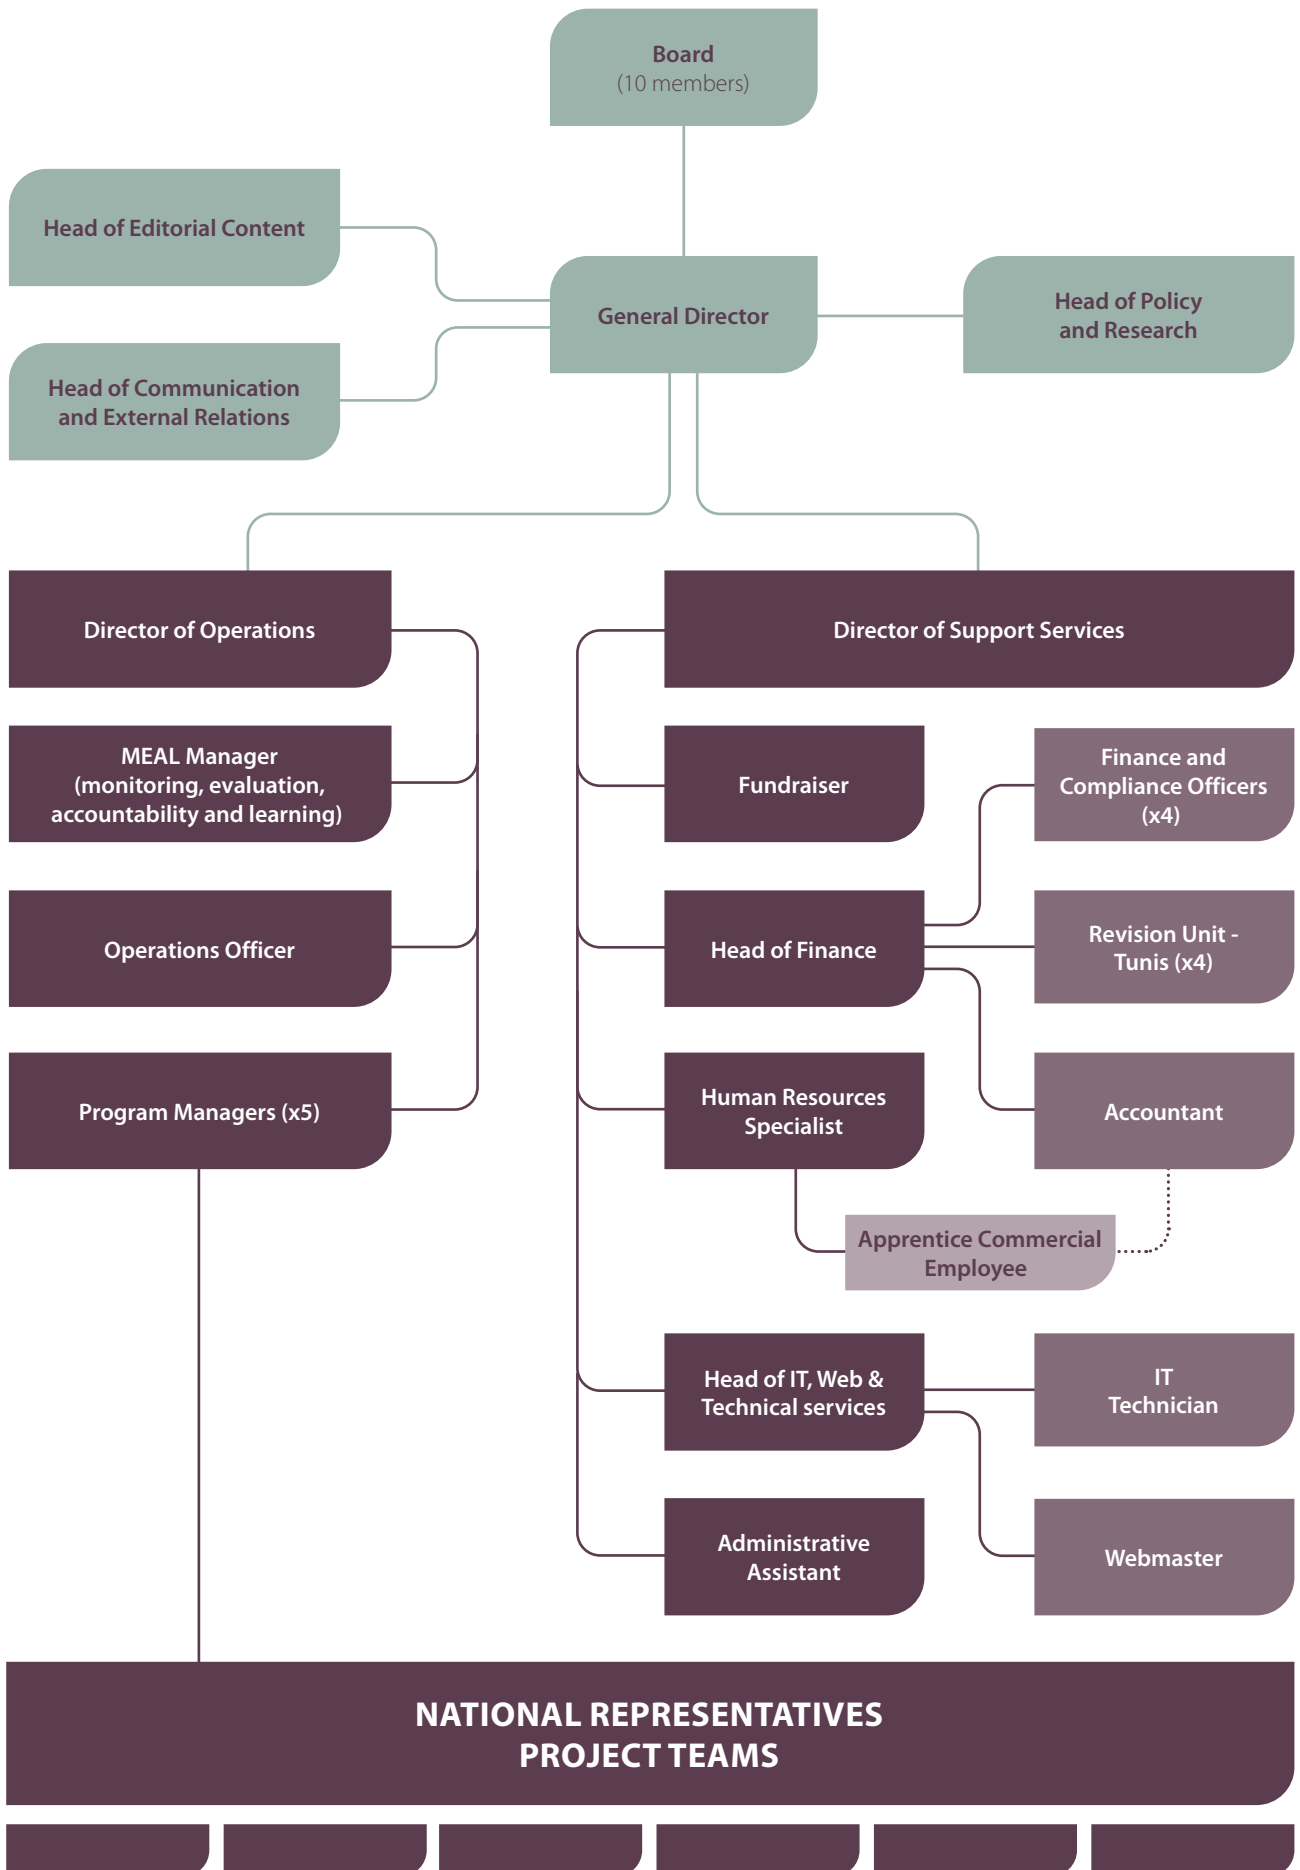 Board
(10 members)
Head of Editorial Content
General Director
Head of Policy
and Research
Head of Communication
and External Relations
Director of Operations
Director of Support Services
MEAL Manager
(monitoring, evaluation,
accountability and learning)
Fundraiser
Finance and
Compliance Officers
(x4)
Operations Officer
Head of Finance
Revision Unit -
Tunis (x4)
Program Managers (x5)
Human Resources
Specialist
Accountant
Apprentice Commercial
Employee
Head of IT, Web &
Technical services
IT
Technician
Administrative
Assistant
Webmaster
NATIONAL REPRESENTATIVES
PROJECT TEAMS